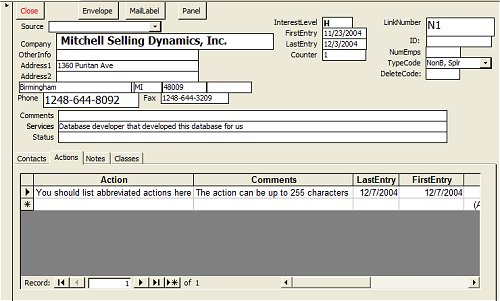 Close Envelope MailLabel Panel
Source
InterestLevel H
LinkNumber N1
FirstEntry 11/23/2004
Company Mitchell Selling Dynamics, Inc.
LastEntry 12/3/2004
ID:
OtherInfo
Counter 1
NumEmps
Address1 1360 Puritan Ave
TypeCode NonB, Splr
Address2
DeleteCode:
Birmingham MI 48009
Phone 1248-644-8092 Fax 1248-644-3209
Comments
Services Database developer that developed this database for us
Status
Contacts Actions Notes Classes
Action Comments LastEntry FirstEntry
You should list abbreviated actions here The action can be up to 255 characters 12/7/2004 12/7/2004
(A
Record: 1 of 1